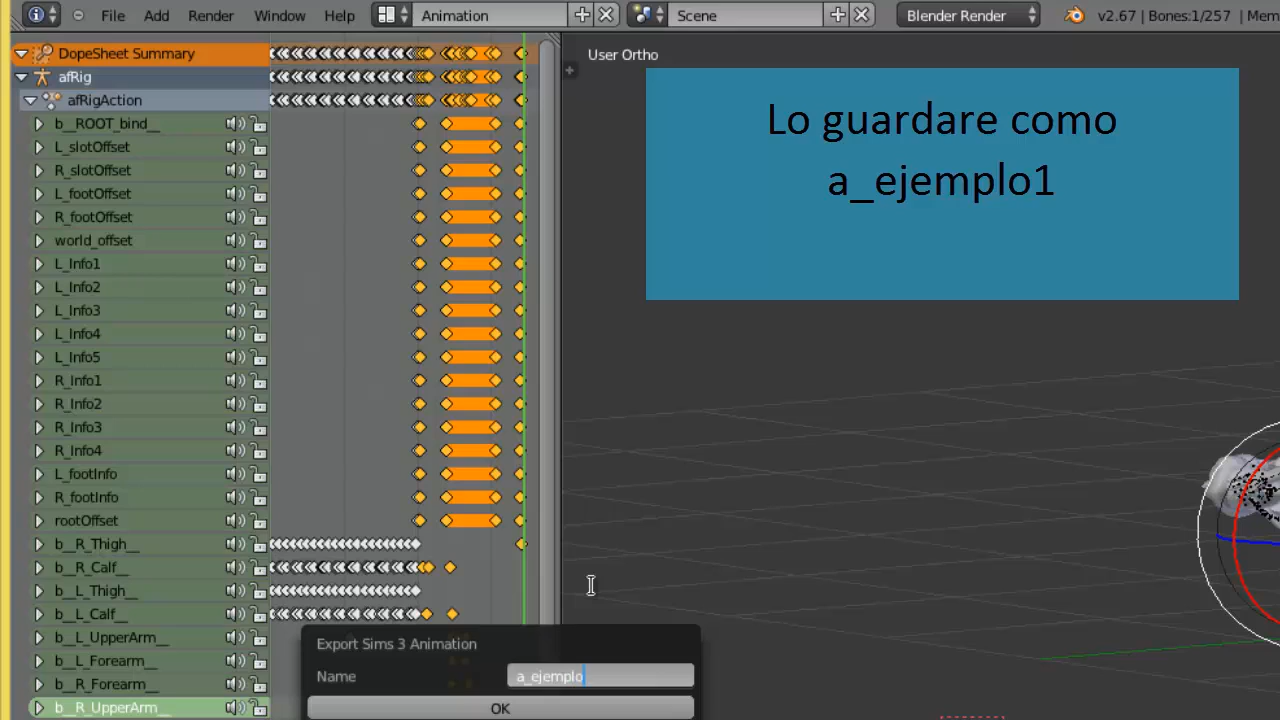 File Add Render Window Help Animation Scene Blender Render v2.67 | Bones:1/257 | Mem
DopeSheet Summary
User Ortho
afRig
afRigAction
Lo guardare como
a_ejemplo1
b__ROOT_bind__
L_slotOffset
R_slotOffset
L_footOffset
R_footOffset
world_offset
L_Info1
L_Info2
L_Info3
L_Info4
L_Info5
R_Info1
R_Info2
R_Info3
R_Info4
L_footInfo
R_footInfo
rootOffset
b__R_Thigh__
b__R_Calf__
b__L_Thigh__
b__L_Calf__
b__L_UpperArm__
b__L_Forearm__
b__R_Forearm__
b__R_UpperArm__
Export Sims 3 Animation
Name a_ejemplo
OK